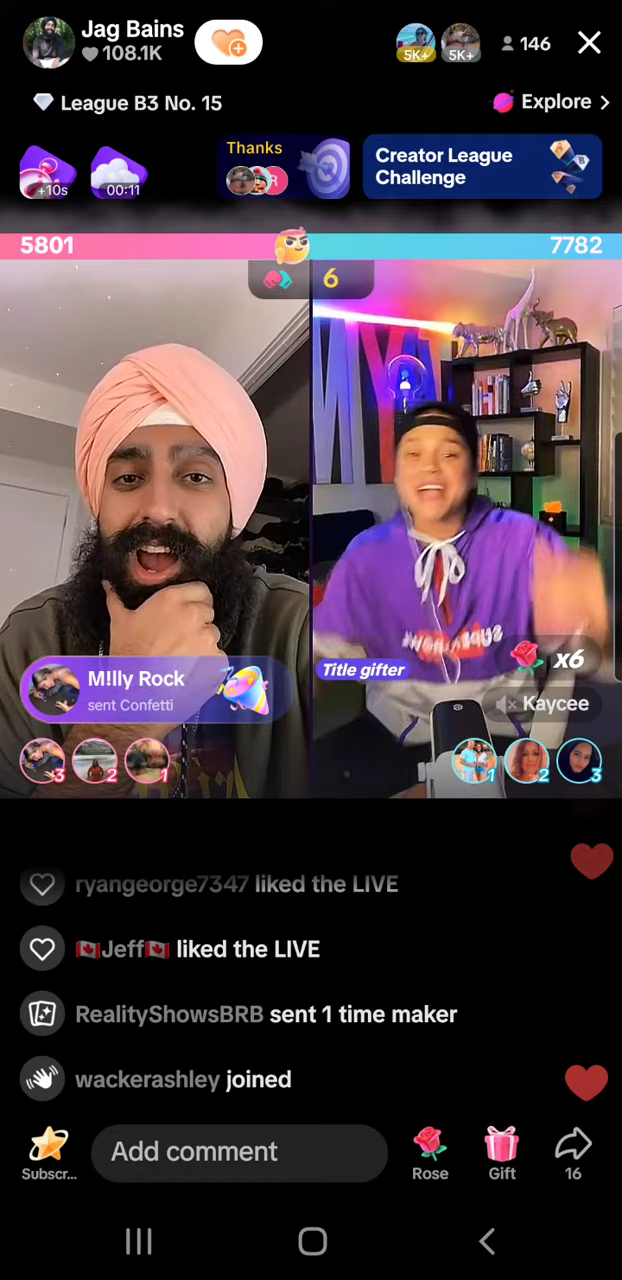 Jag Bains
108.1K
5K+
5K+
146
League B3 No. 15
Explore
+10s
00:11
Thanks
R
Creator League
Challenge
5801
7782
6
Title gifter
x6
Kaycee
M!lly Rock
sent Confetti
3
2
1
1
2
3
ryangeorge7347 liked the LIVE
🇨🇦Jeff🇨🇦 liked the LIVE
RealityShowsBRB sent 1 time maker
wackerashley joined
Subscr...
Add comment
Rose
Gift
16